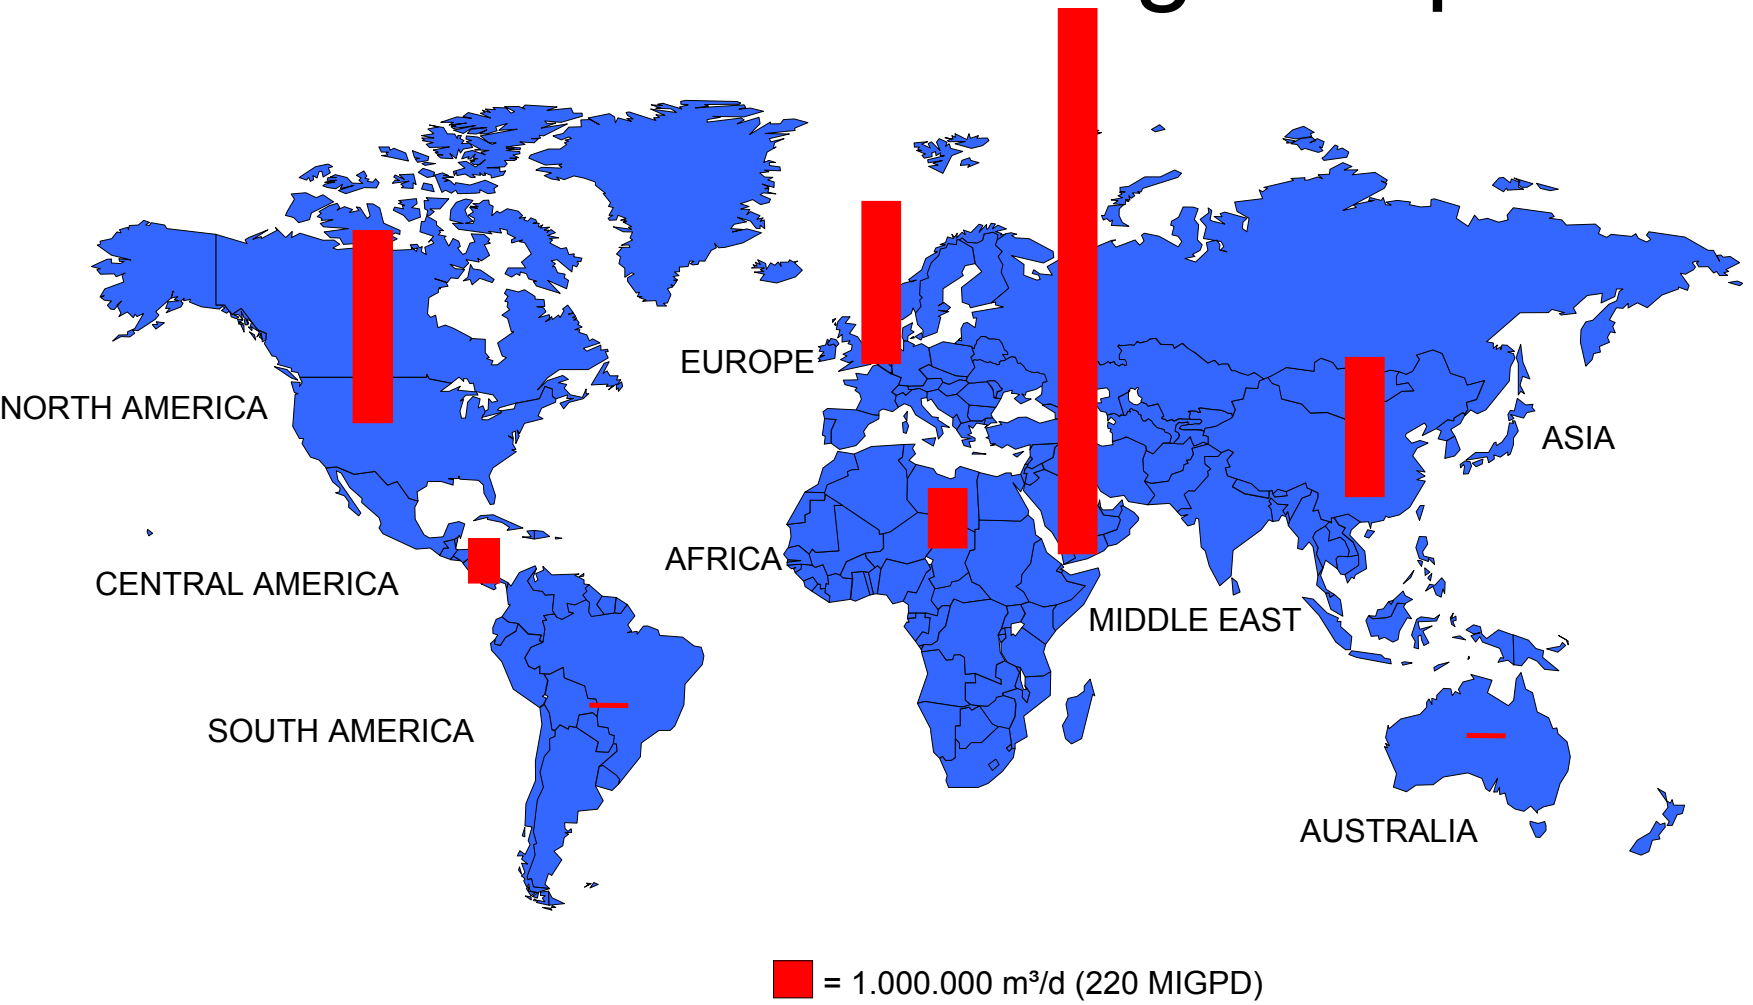 EUROPE
NORTH AMERICA
ASIA
AFRICA
CENTRAL AMERICA
MIDDLE EAST
SOUTH AMERICA
AUSTRALIA
= 1.000.000 m³/d (220 MIGPD)